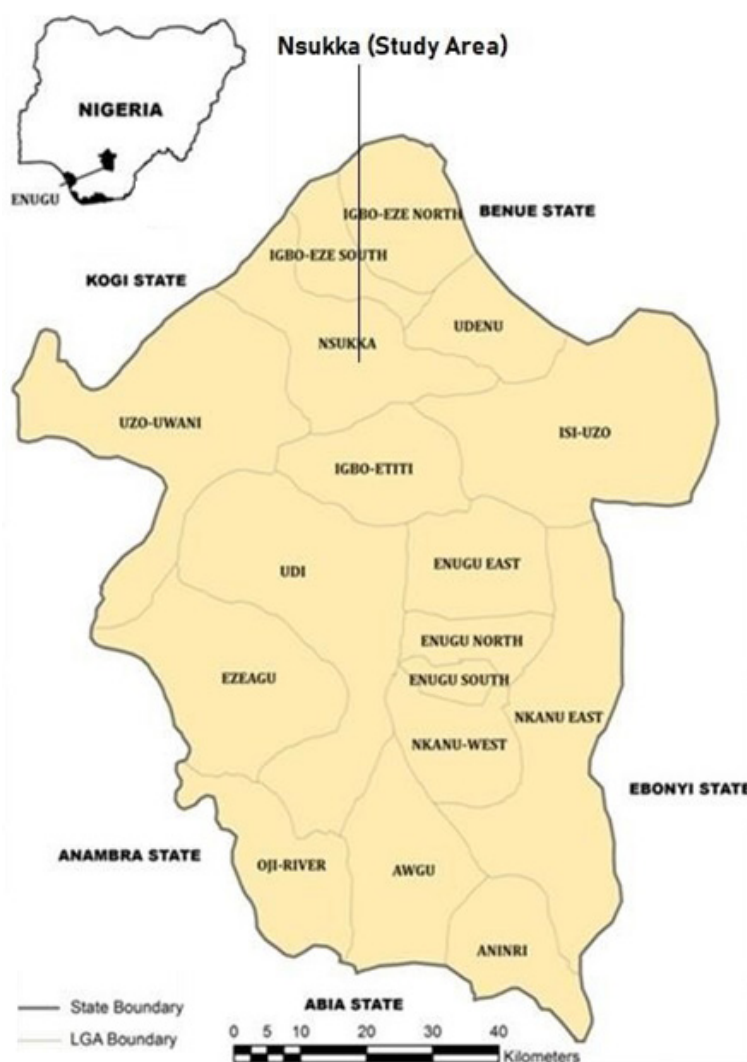 Nsukka (Study Area)
NIGERIA
ENUGU
IGBO-EZE NORTH
BENUE STATE
IGBO-EZE SOUTH
KOGI STATE
UDENU
NSUKKA
UZO-UWANI
ISI-UZO
IGBO-ETITI
ENUGU EAST
UDI
ENUGU NORTH
EZEAGU
ENUGU SOUTH
NKANU EAST
NKANU-WEST
EBONYI STATE
ANAMBRA STATE
OJI-RIVER
AWGU
ANINRI
State Boundary
ABIA STATE
LGA Boundary
0 5 10 20 30 40
Kilometers